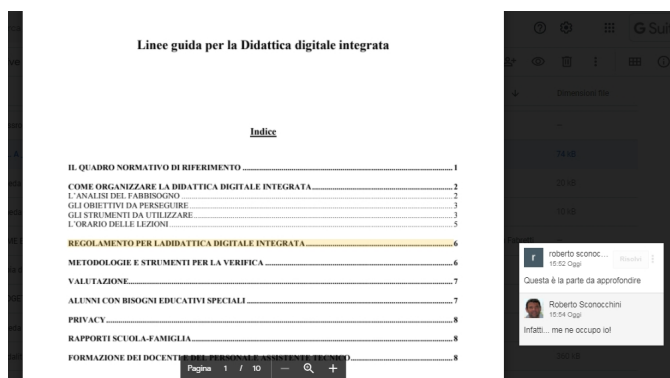 Linee guida per la Didattica digitale integrata
Indice
IL QUADRO NORMATIVO DI RIFERIMENTO 1
COME ORGANIZZARE LA DIDATTICA DIGITALE INTEGRATA 2
L'ANALISI DEL FABBISOGNO 2
GLI OBIETTIVI DA PERSEGUIRE 3
GLI STRUMENTI DA UTILIZZARE 3
L'ORARIO DELLE LEZIONI 5
REGOLAMENTO PER LADIDATTICA DIGITALE INTEGRATA 6
METODOLOGIE E STRUMENTI PER LA VERIFICA 6
VALUTAZIONE 7
ALUNNI CON BISOGNI EDUCATIVI SPECIALI 7
PRIVACY 8
RAPPORTI SCUOLA-FAMIGLIA 8
FORMAZIONE DEI DOCENTI E DEL PERSONALE ASSISTENTE TECNICO 8
Pagina 1 / 10
G Sui
Dimensioni file
74 kB
r
roberto sconoc...
15:52 Oggi
Risolvi
Questa è la parte da approfondire
Roberto Sconocchini
15:54 Oggi
Infatti... me ne occupo io!